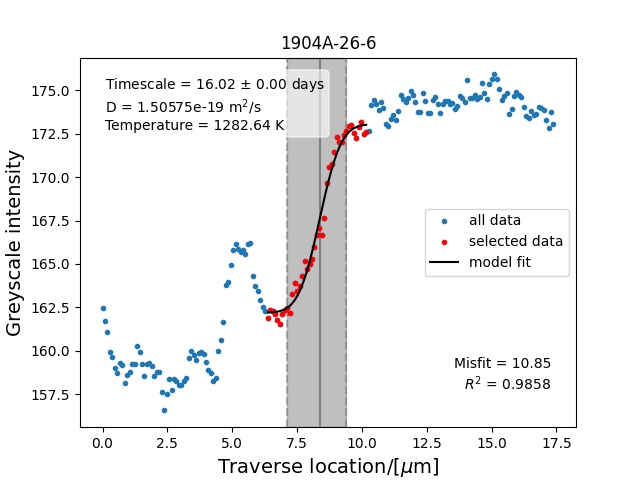 1904A-26-6
Timescale = 16.02 ± 0.00 days
D = 1.50575e-19 m²/s
Temperature = 1282.64 K
Greyscale intensity
175.0
172.5
170.0
167.5
165.0
162.5
160.0
157.5
all data
selected data
model fit
Misfit = 10.85
R² = 0.9858
0.0 2.5 5.0 7.5 10.0 12.5 15.0 17.5
Traverse location/[μm]